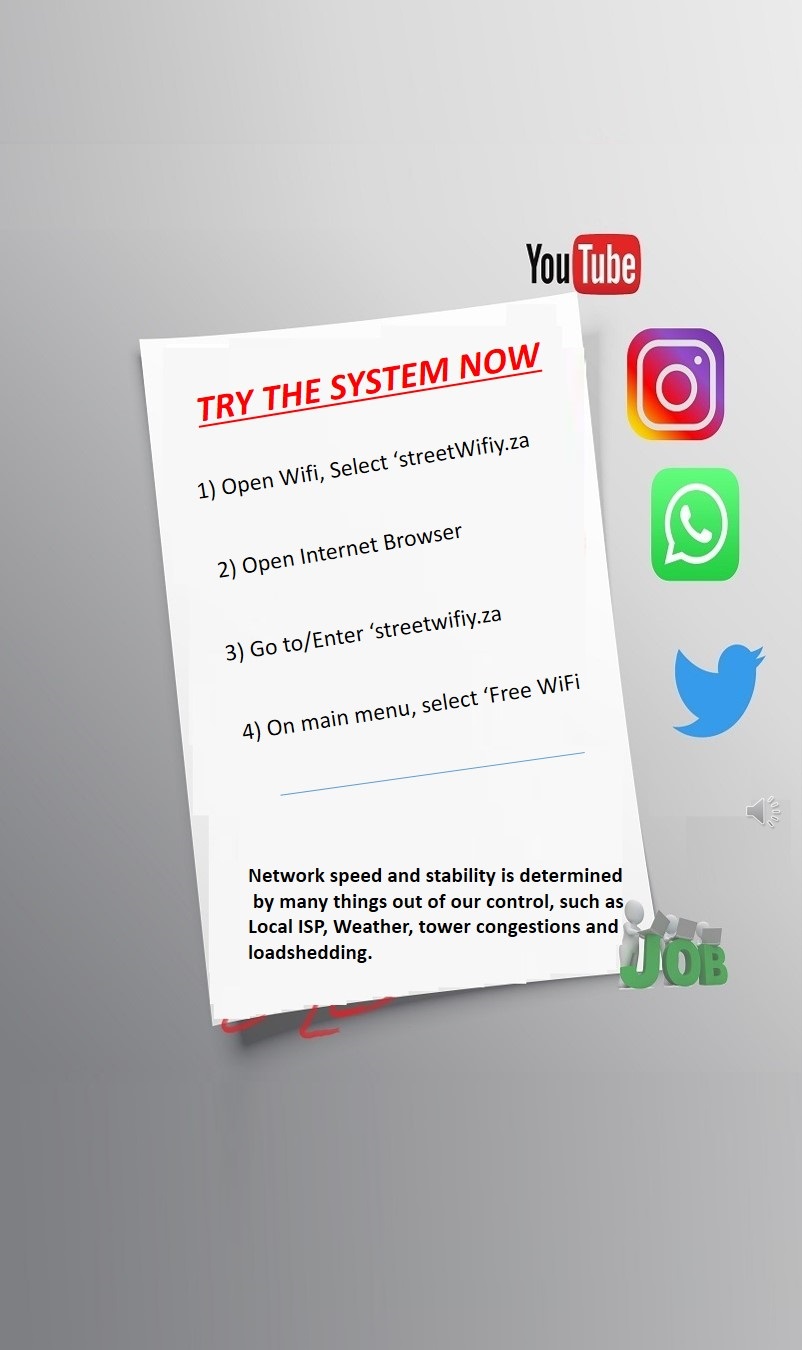 YouTube
TRY THE SYSTEM NOW
1) Open Wifi, Select ‘streetWifiy.za
2) Open Internet Browser
3) Go to/Enter ‘streetwifiy.za
4) On main menu, select ‘Free WiFi
Network speed and stability is determined
by many things out of our control, such as
Local ISP, Weather, tower congestions and
loadshedding.
JOB